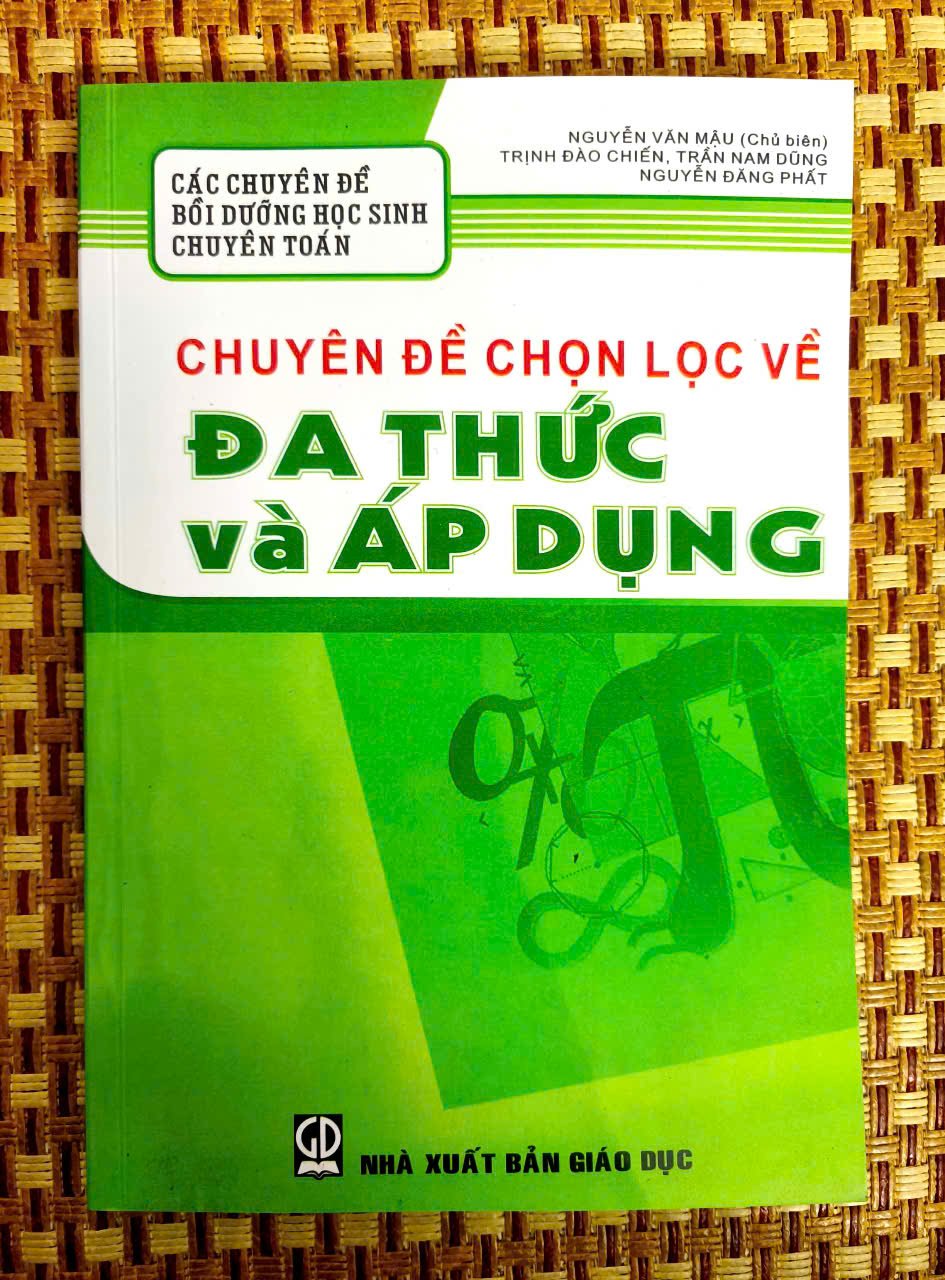 NGUYỄN VĂN MẬU (Chủ biên)
TRỊNH ĐÀO CHIẾN, TRẦN NAM DŨNG
NGUYỄN ĐĂNG PHẤT
CÁC CHUYÊN ĐỀ
BỒI DƯỠNG HỌC SINH
CHUYÊN TOÁN
CHUYÊN ĐỀ CHỌN LỌC VỀ
ĐA THỨC
và ÁP DỤNG
GD
NHÀ XUẤT BẢN GIÁO DỤC